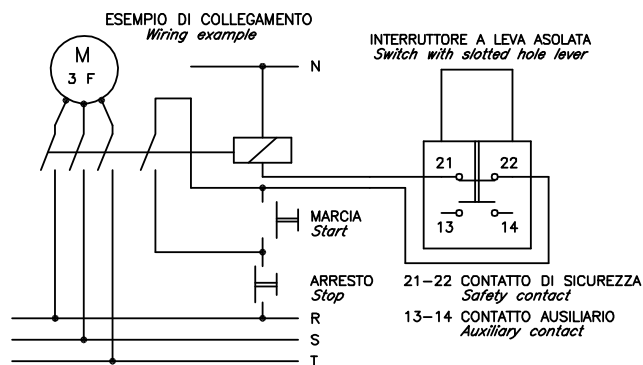 ESEMPIO DI COLLEGAMENTO
Wiring example
M
3 F
N
INTERRUTTORE A LEVA ASOLATA
Switch with slotted hole lever
21 22
13 14
MARCIA
Start
ARRESTO
Stop
21-22 CONTATTO DI SICUREZZA
Safety contact
13-14 CONTATTO AUSILIARIO
Auxiliary contact
R
S
T